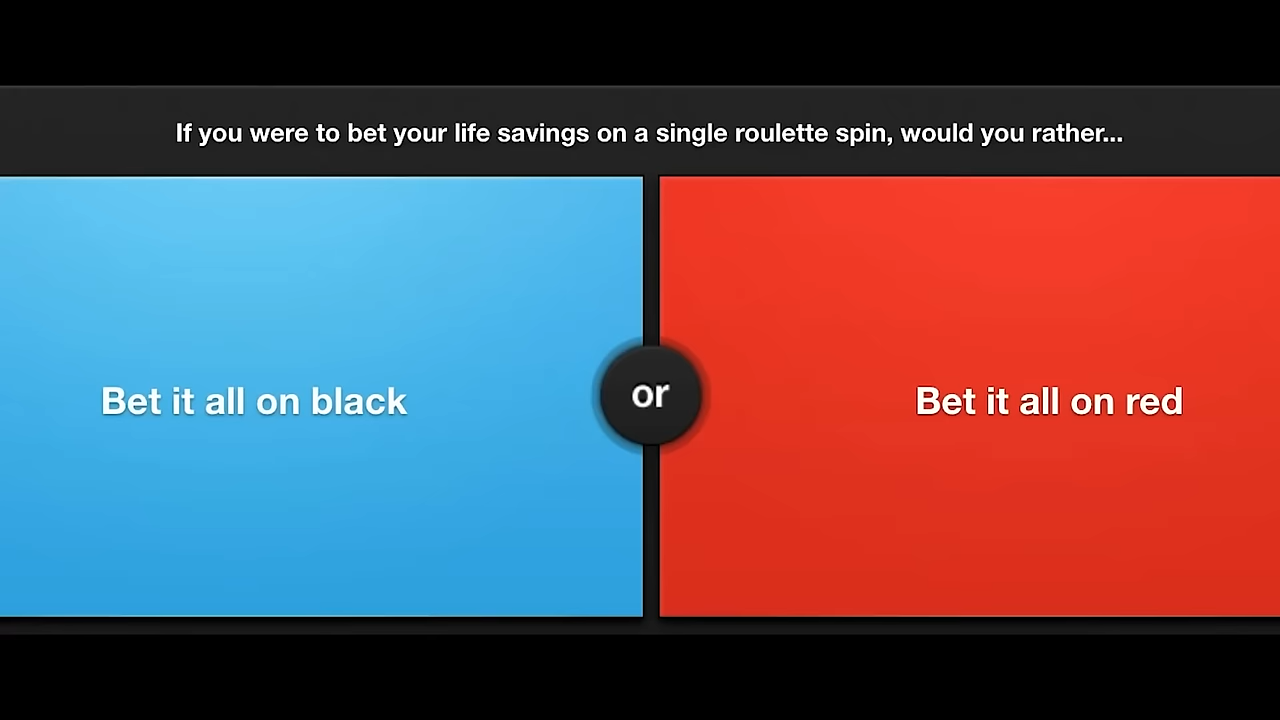 If you were to bet your life savings on a single roulette spin, would you rather...
Bet it all on black
or
Bet it all on red